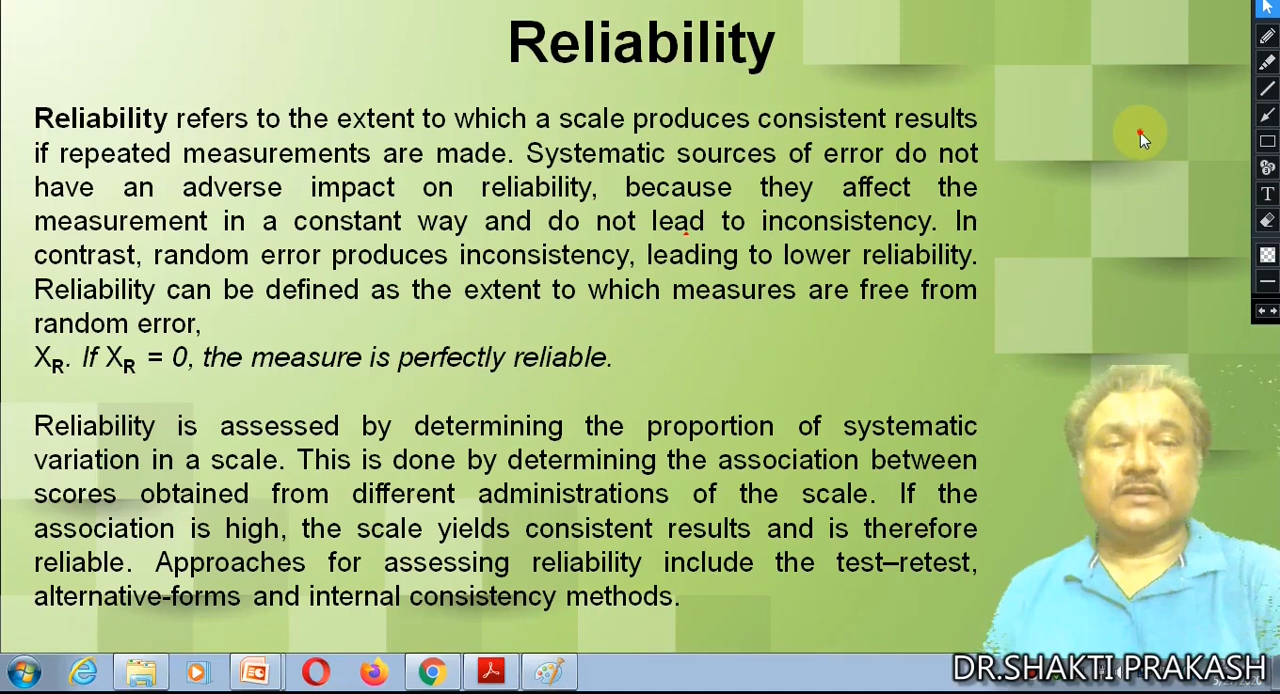 Reliability
Reliability refers to the extent to which a scale produces consistent results
if repeated measurements are made. Systematic sources of error do not
have an adverse impact on reliability, because they affect the
measurement in a constant way and do not lead to inconsistency. In
contrast, random error produces inconsistency, leading to lower reliability.
Reliability can be defined as the extent to which measures are free from
random error,
XR. If XR = 0, the measure is perfectly reliable.
Reliability is assessed by determining the proportion of systematic
variation in a scale. This is done by determining the association between
scores obtained from different administrations of the scale. If the
association is high, the scale yields consistent results and is therefore
reliable. Approaches for assessing reliability include the test–retest,
alternative-forms and internal consistency methods.
DR.SHAKTI PRAKASH